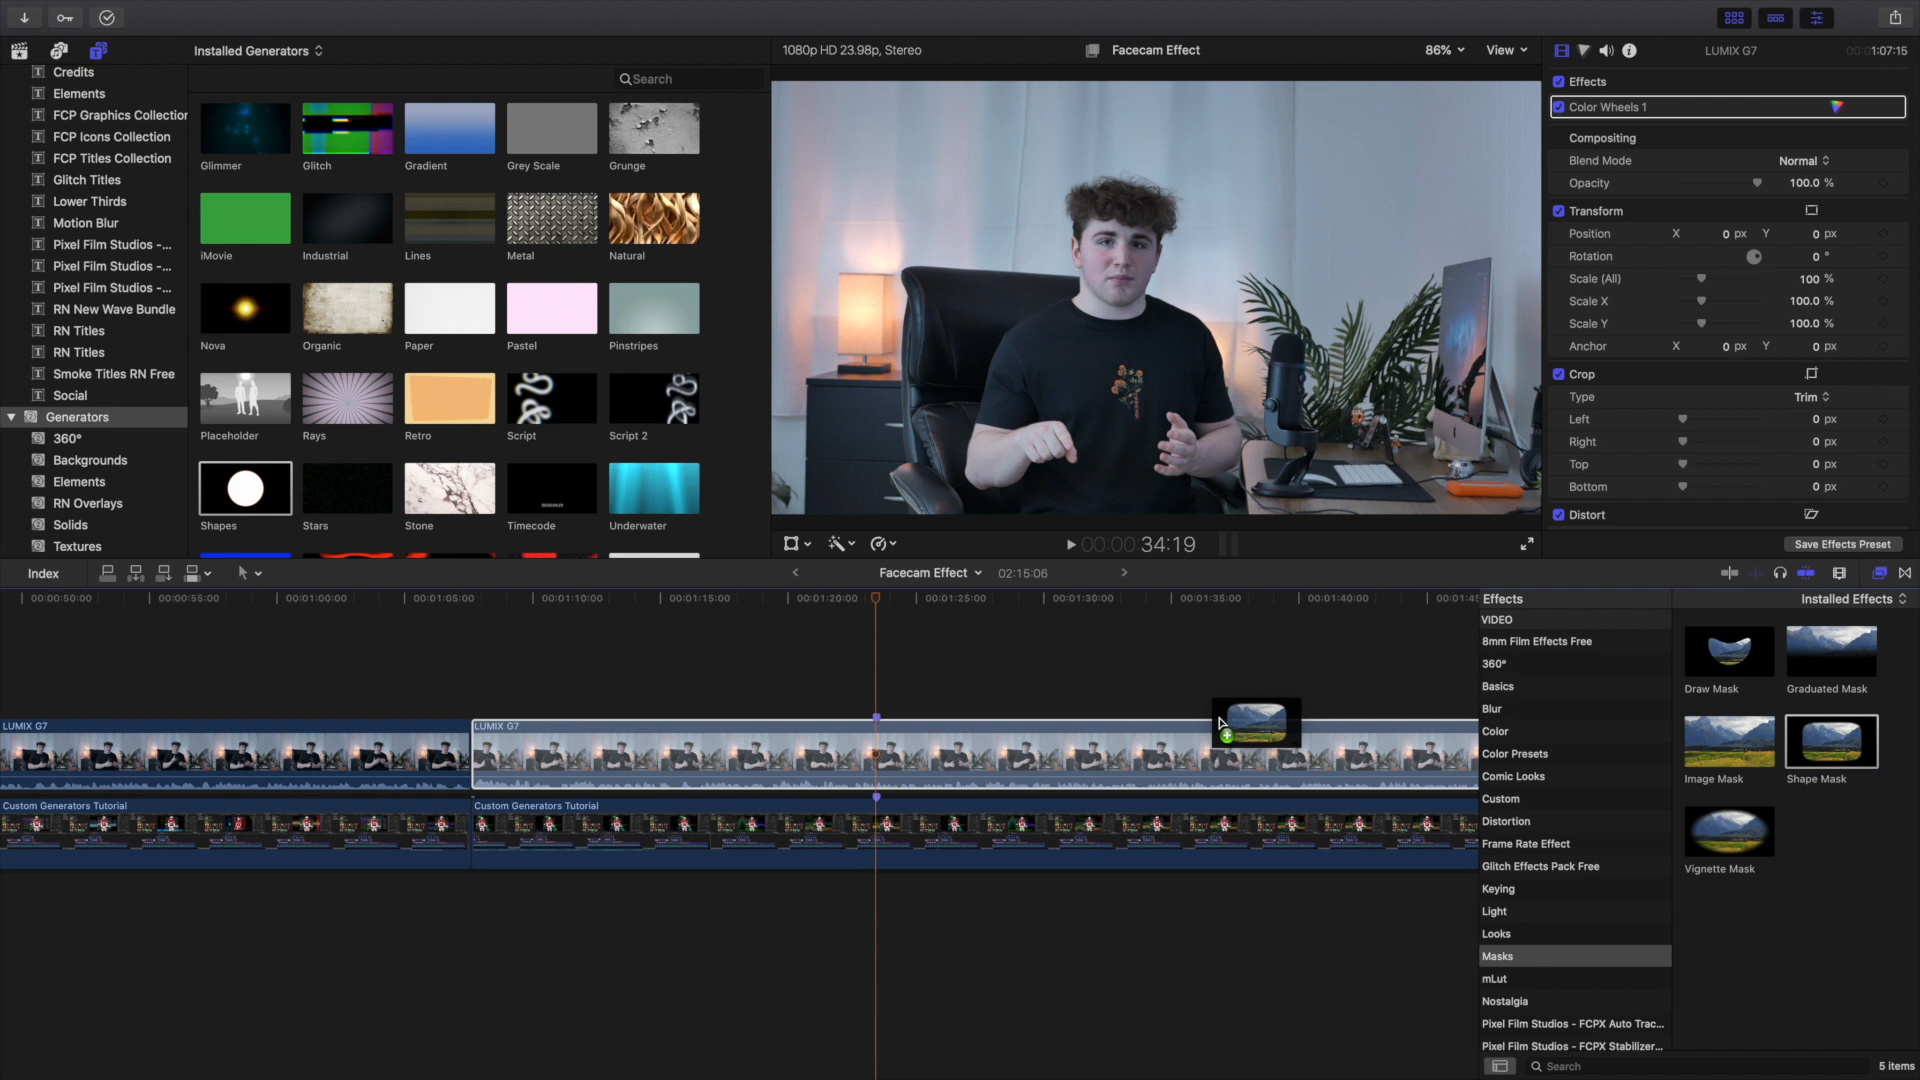 Installed Generators
1080p HD 23.98p, Stereo
Facecam Effect
86%
View
LUMIX G7
00:01:07:15
Search
Credits
Elements
FCP Graphics Collection
FCP Icons Collection
FCP Titles Collection
Glitch Titles
Lower Thirds
Motion Blur
Pixel Film Studios -...
Pixel Film Studios -...
Pixel Film Studios -...
RN New Wave Bundle
RN Titles
RN Titles
Smoke Titles RN Free
Social
Generators
360°
Backgrounds
Elements
RN Overlays
Solids
Textures
Glimmer
Glitch
Gradient
Grey Scale
Grunge
iMovie
Industrial
Lines
Metal
Natural
Nova
Organic
Paper
Pastel
Pinstripes
Placeholder
Rays
Retro
Script
Script 2
Shapes
Stars
Stone
Timecode
Underwater
Effects
Color Wheels 1
Compositing
Blend Mode Normal
Opacity 100.0 %
Transform
Position X 0 px Y 0 px
Rotation 0 °
Scale (All) 100 %
Scale X 100.0 %
Scale Y 100.0 %
Anchor X 0 px Y 0 px
Crop
Type Trim
Left 0 px
Right 0 px
Top 0 px
Bottom 0 px
Distort
Save Effects Preset
00:00:34:19
Index
Facecam Effect
02:15:06
00:00:50:00
00:00:55:00
00:01:00:00
00:01:05:00
00:01:10:00
00:01:15:00
00:01:20:00
00:01:25:00
00:01:30:00
00:01:35:00
00:01:40:00
00:01:45
LUMIX G7
LUMIX G7
Custom Generators Tutorial
Custom Generators Tutorial
Effects
Installed Effects
VIDEO
8mm Film Effects Free
360°
Basics
Blur
Color
Color Presets
Comic Looks
Custom
Distortion
Frame Rate Effect
Glitch Effects Pack Free
Keying
Light
Looks
Masks
mLut
Nostalgia
Pixel Film Studios - FCPX Auto Trac...
Pixel Film Studios - FCPX Stabilizer...
Draw Mask
Graduated Mask
Image Mask
Shape Mask
Vignette Mask
Search
5 items